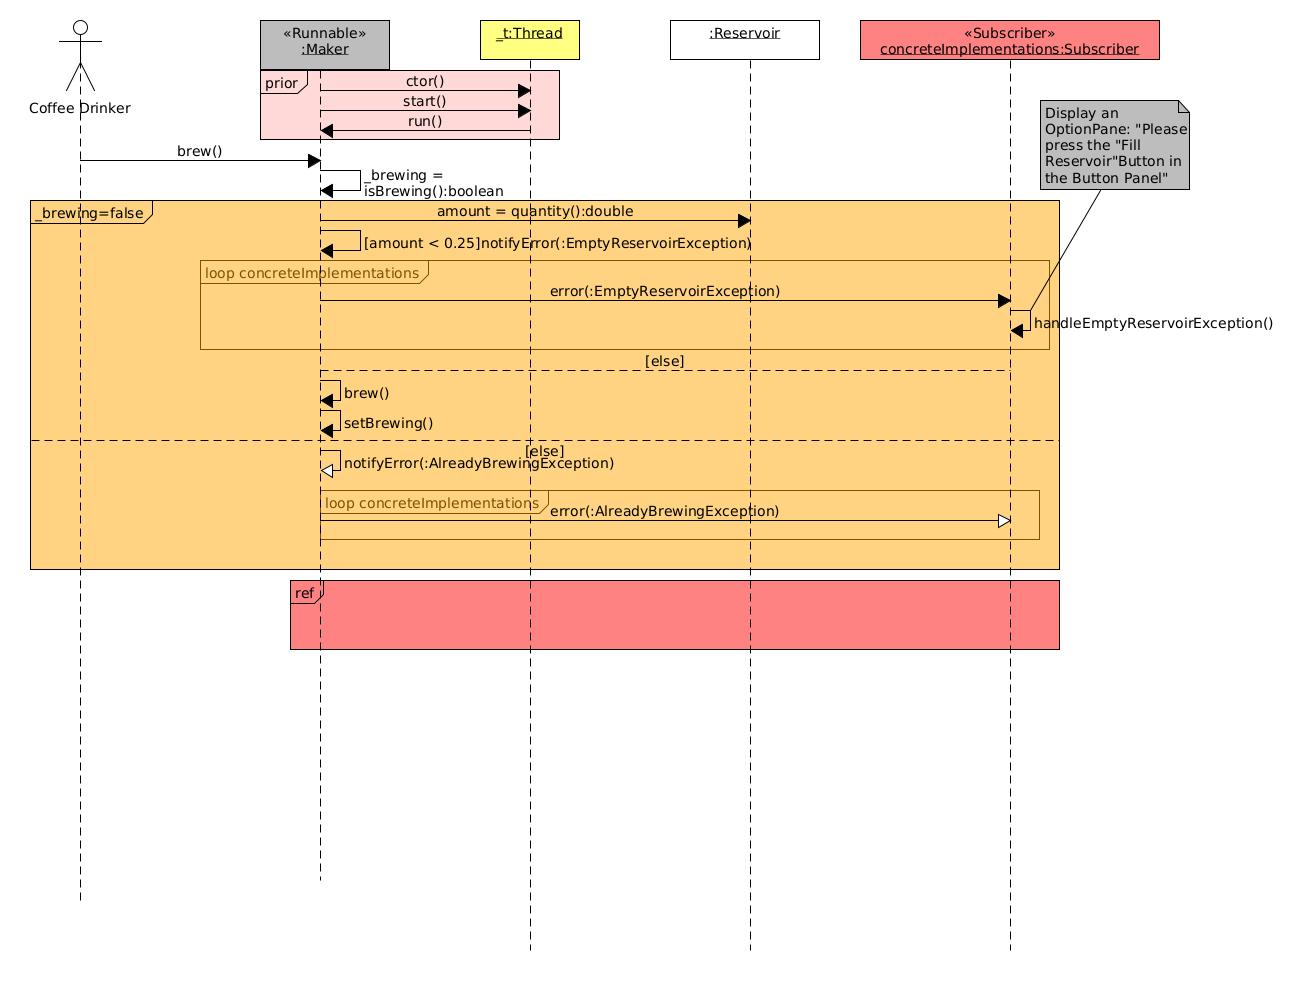 «Runnable»
:Maker
_t:Thread
:Reservoir
«Subscriber»
concreteImplementations:Subscriber
Coffee Drinker
prior
ctor()
start()
run()
Display an
OptionPane: "Please
press the "Fill
Reservoir"Button in
the Button Panel"
brew()
_brewing =
isBrewing():boolean
_brewing=false
amount = quantity():double
[amount < 0.25]notifyError(:EmptyReservoirException)
loop concreteImplementations
error(:EmptyReservoirException)
handleEmptyReservoirException()
[else]
brew()
setBrewing()
[else]
notifyError(:AlreadyBrewingException)
loop concreteImplementations
error(:AlreadyBrewingException)
ref